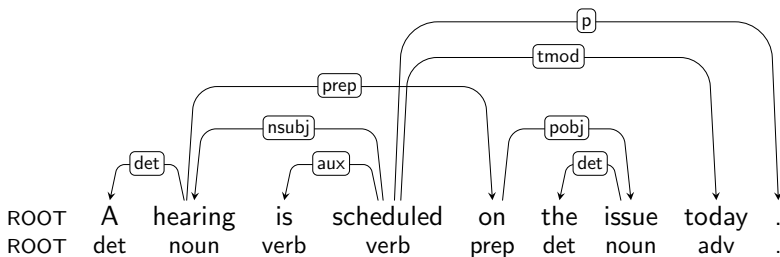 p
tmod
prep
nsubj pobj
det aux det
ROOT A hearing is scheduled on the issue today .
ROOT det noun verb verb prep det noun adv .